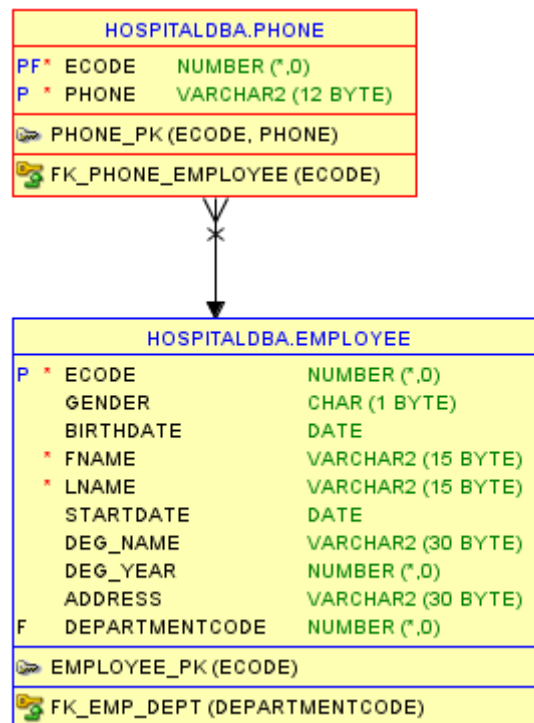 HOSPITALDBA.PHONE
PF* ECODE NUMBER (*,0)
P * PHONE VARCHAR2 (12 BYTE)
PHONE_PK (ECODE, PHONE)
FK_PHONE_EMPLOYEE (ECODE)
HOSPITALDBA.EMPLOYEE
P * ECODE NUMBER (*,0)
GENDER CHAR (1 BYTE)
BIRTHDATE DATE
* FNAME VARCHAR2 (15 BYTE)
* LNAME VARCHAR2 (15 BYTE)
STARTDATE DATE
DEG_NAME VARCHAR2 (30 BYTE)
DEG_YEAR NUMBER (*,0)
ADDRESS VARCHAR2 (30 BYTE)
F DEPARTMENTCODE NUMBER (*,0)
EMPLOYEE_PK (ECODE)
FK_EMP_DEPT (DEPARTMENTCODE)